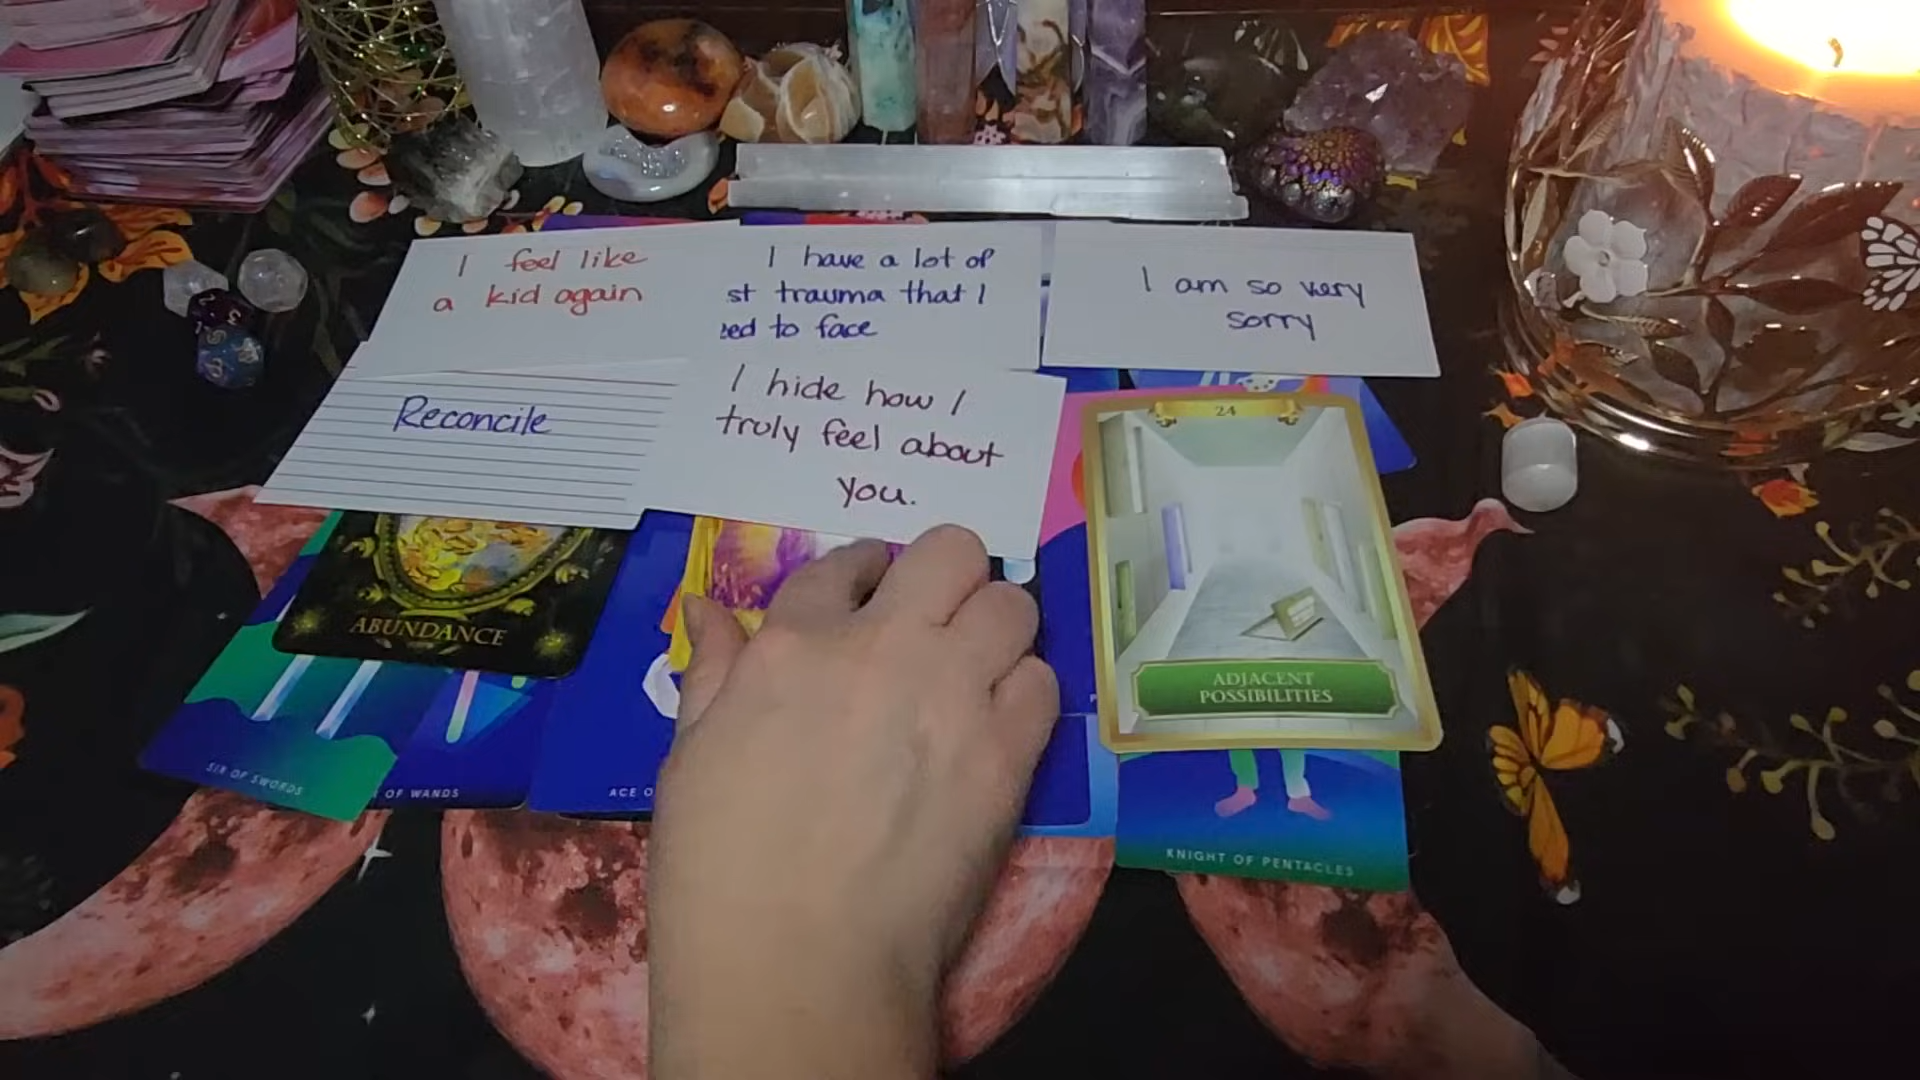 I feel like
a kid again
I have a lot of
st trauma that I
to face
I am so very
sorry
Reconcile
I hide how I
truly feel about
you.
24
ADJACENT
POSSIBILITIES
ABUNDANCE
SIX OF SWORDS
OF WANDS
ACE O
KNIGHT OF PENTACLES